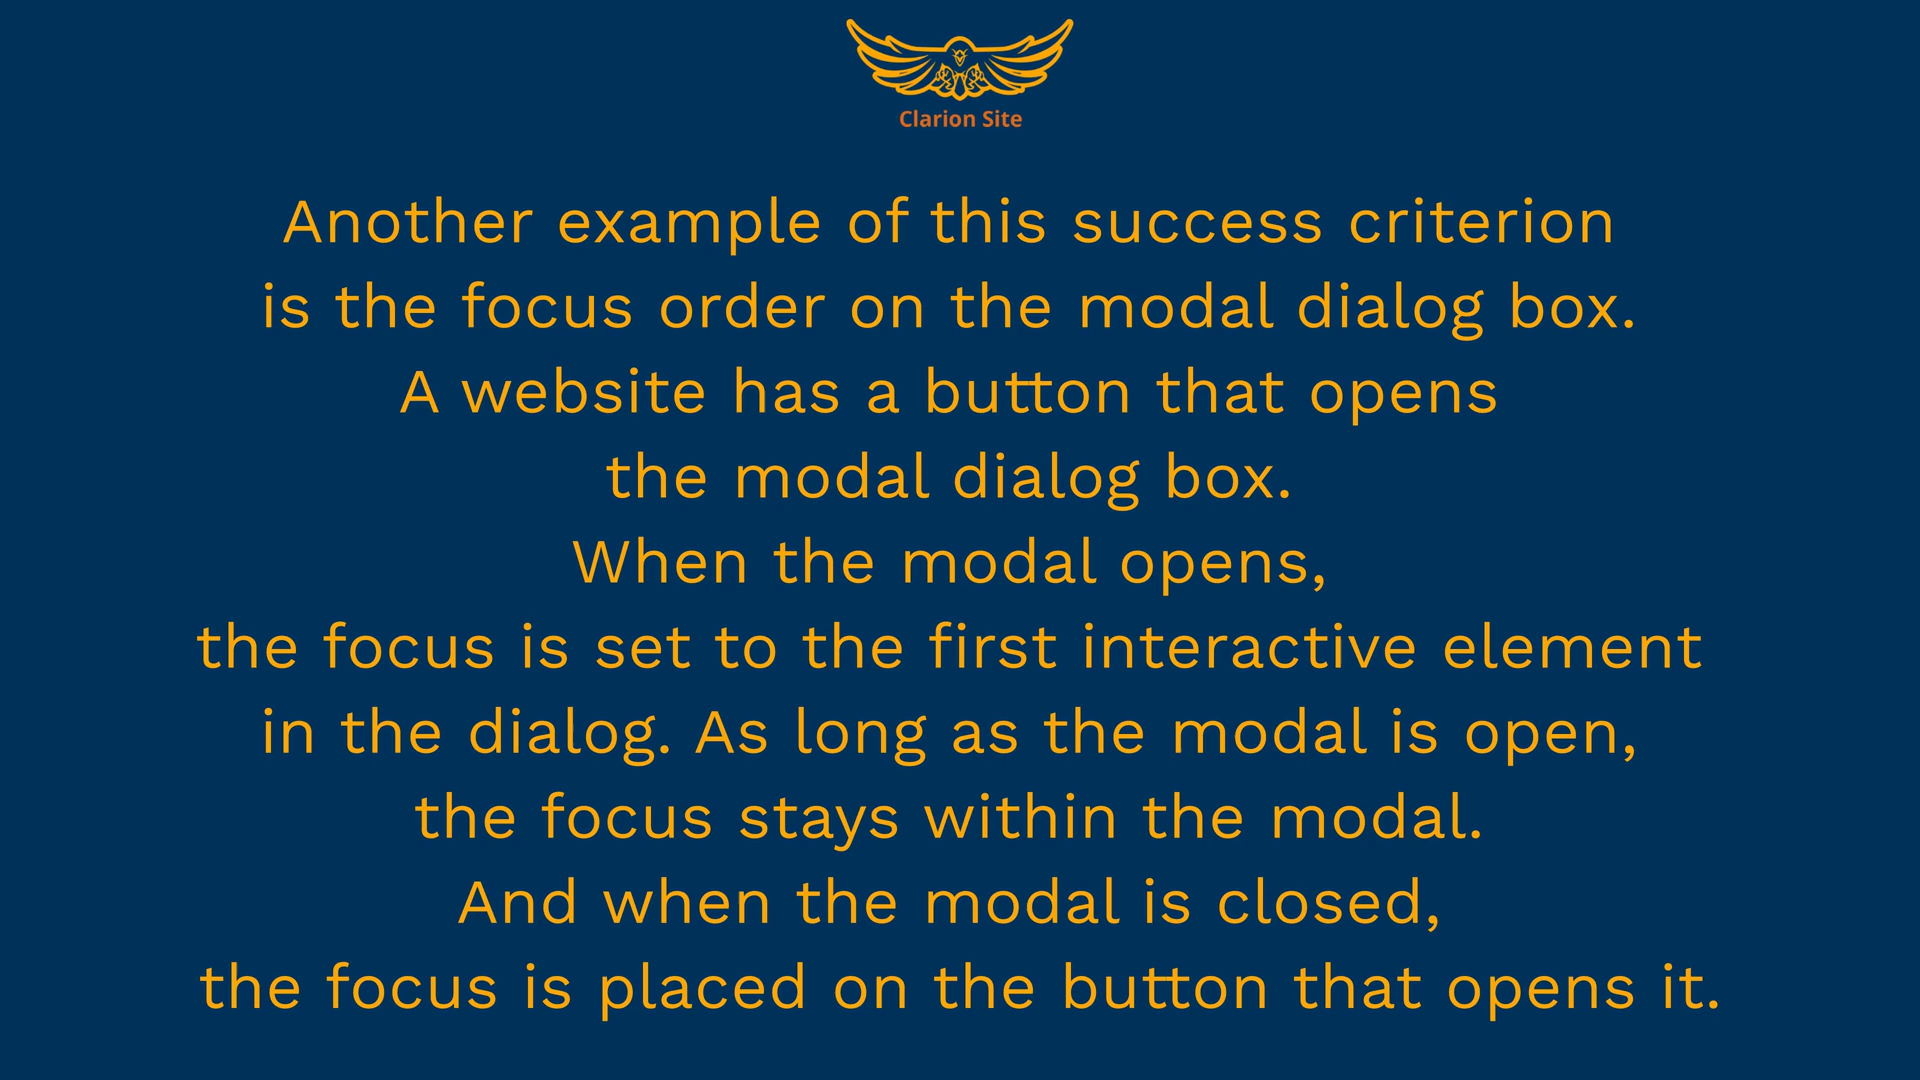 Clarion Site
Another example of this success criterion
is the focus order on the modal dialog box.
A website has a button that opens
the modal dialog box.
When the modal opens,
the focus is set to the first interactive element
in the dialog. As long as the modal is open,
the focus stays within the modal.
And when the modal is closed,
the focus is placed on the button that opens it.